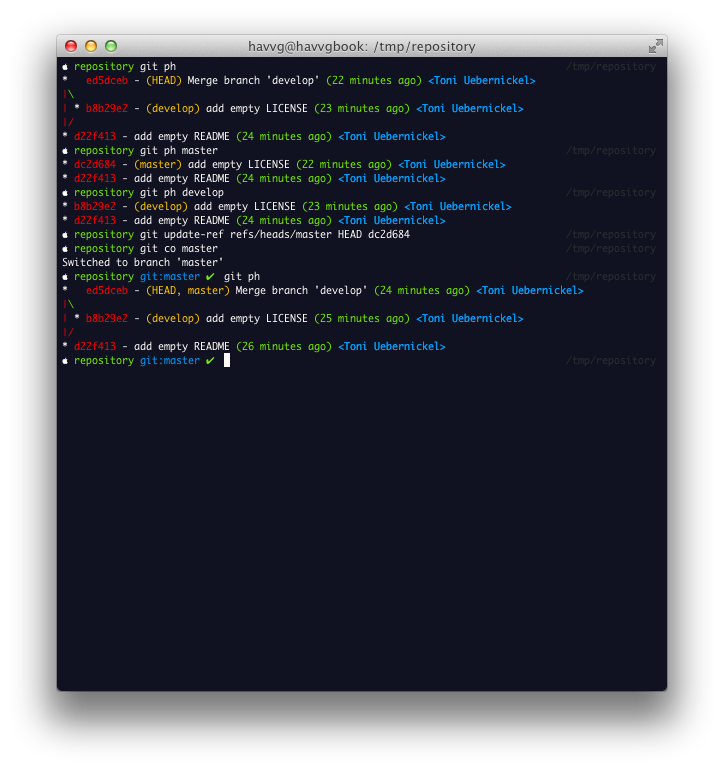 havvg@havvgbook: /tmp/repository
repository git ph /tmp/repository
* ed5dceb - (HEAD) Merge branch 'develop' (22 minutes ago) <Toni Uebernickel>
|\
| * b8b29e2 - (develop) add empty LICENSE (23 minutes ago) <Toni Uebernickel>
|/
* d22f413 - add empty README (24 minutes ago) <Toni Uebernickel>
repository git ph master /tmp/repository
* dc2d684 - (master) add empty LICENSE (22 minutes ago) <Toni Uebernickel>
* d22f413 - add empty README (24 minutes ago) <Toni Uebernickel>
repository git ph develop /tmp/repository
* b8b29e2 - (develop) add empty LICENSE (23 minutes ago) <Toni Uebernickel>
* d22f413 - add empty README (24 minutes ago) <Toni Uebernickel>
repository git update-ref refs/heads/master HEAD dc2d684 /tmp/repository
repository git co master /tmp/repository
Switched to branch 'master'
repository git:master ✔ git ph /tmp/repository
* ed5dceb - (HEAD, master) Merge branch 'develop' (24 minutes ago) <Toni Uebernickel>
|\
| * b8b29e2 - (develop) add empty LICENSE (25 minutes ago) <Toni Uebernickel>
|/
* d22f413 - add empty README (26 minutes ago) <Toni Uebernickel>
repository git:master ✔ /tmp/repository